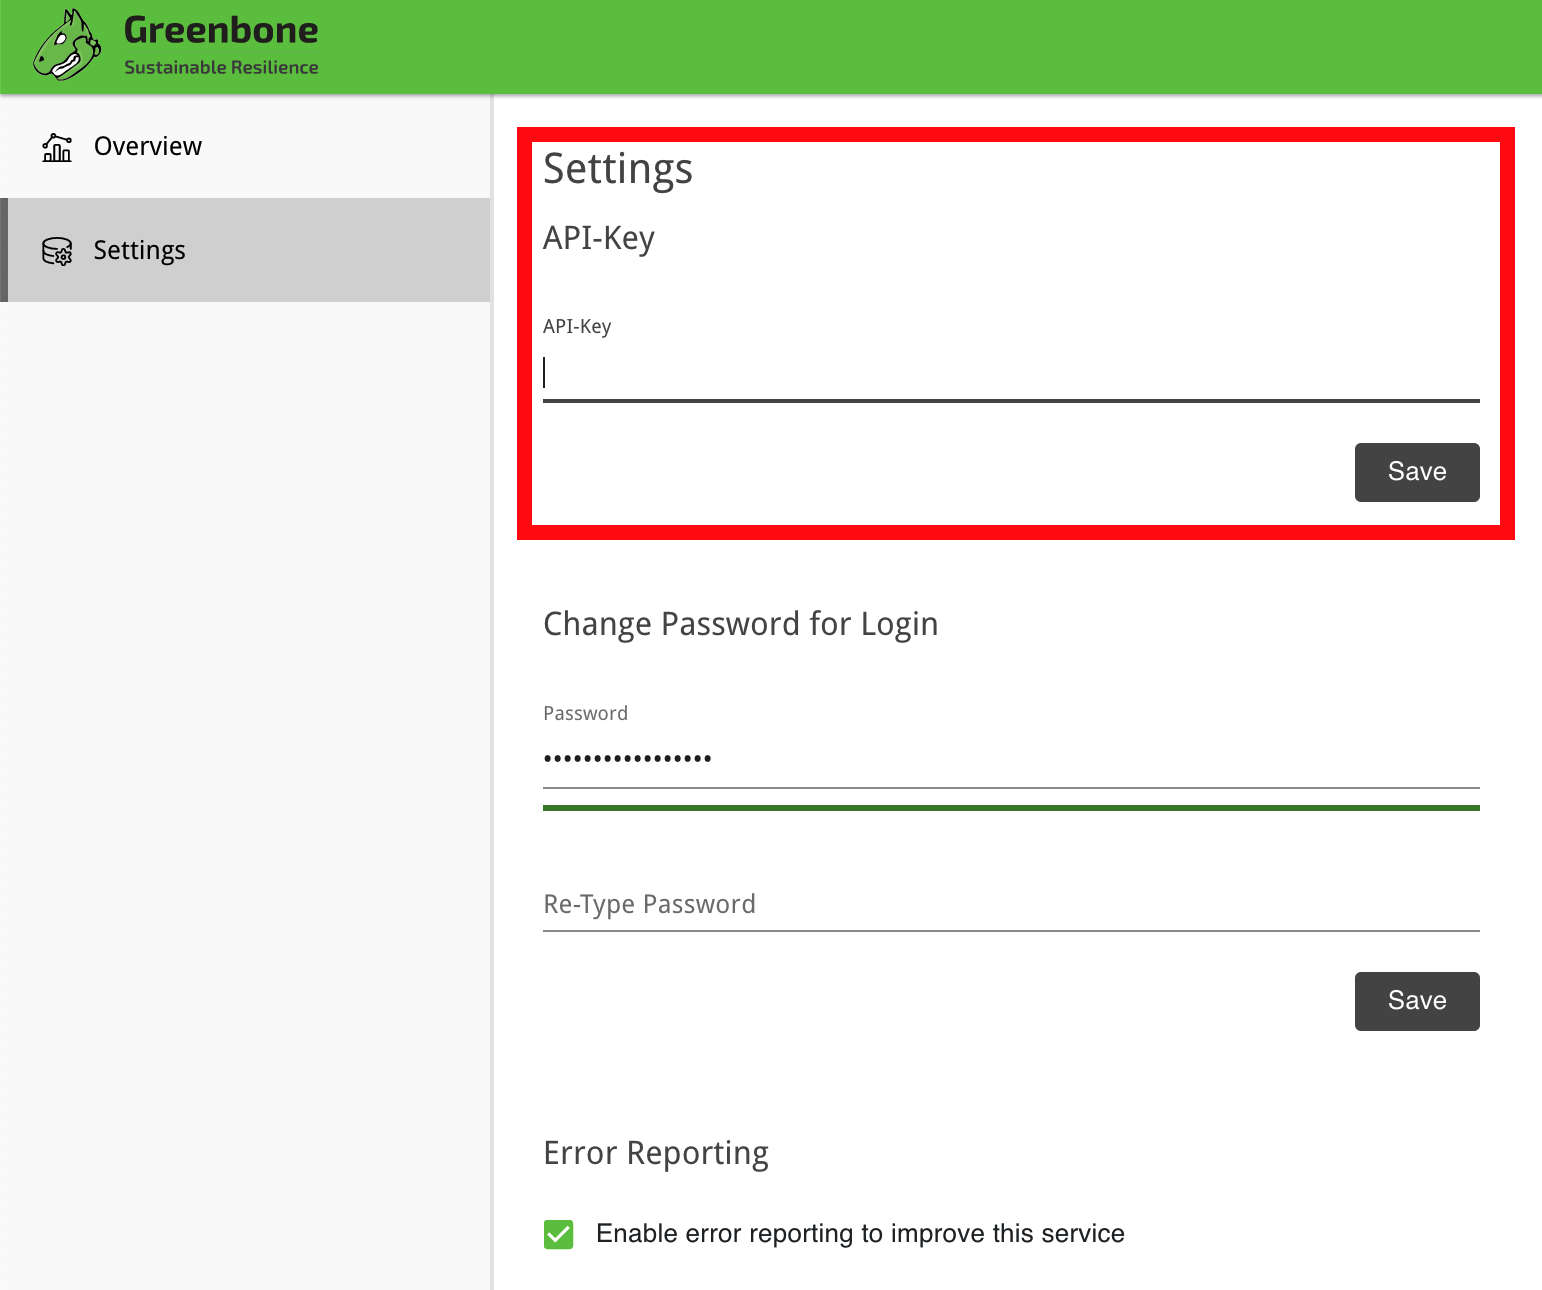 Greenbone
Sustainable Resilience
Overview
Settings
Settings
API-Key
API-Key
Save
Change Password for Login
Password
•••••••••••••••••
Re-Type Password
Save
Error Reporting
Enable error reporting to improve this service